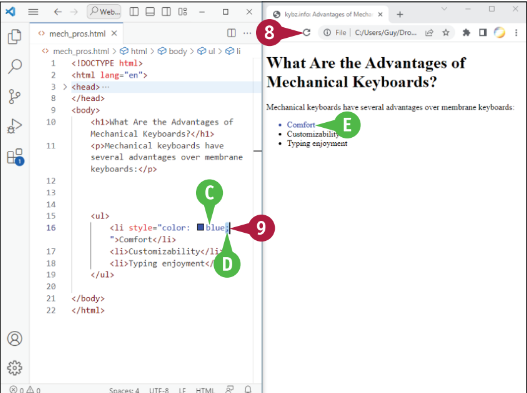 Web...
mech_pros.html
mech_pros.html > html > body > ul > li
1 <!DOCTYPE html>
2 <html lang="en">
3 > <head>···
8 </head>
9 <body>
10 <h1>What Are the Advantages of
Mechanical Keyboards?</h1>
11 <p>Mechanical keyboards have
several advantages over membrane
keyboards:</p>
12
13
14
15 <ul>
16 <li style="color: blue;
">Comfort</li>
17 <li>Customizability</li>
18 <li>Typing enjoyment</
19 </ul>
20
21 </body>
22 </html>
C
D
9
1
0 0 Spaces: 4 UTF-8 LF HTML
kybz.info: Advantages of Mecha
8
File C:/Users/Guy/Dro...
What Are the Advantages of
Mechanical Keyboards?
Mechanical keyboards have several advantages over membrane keyboards:
Comfort
E
Customizability
Typing enjoyment